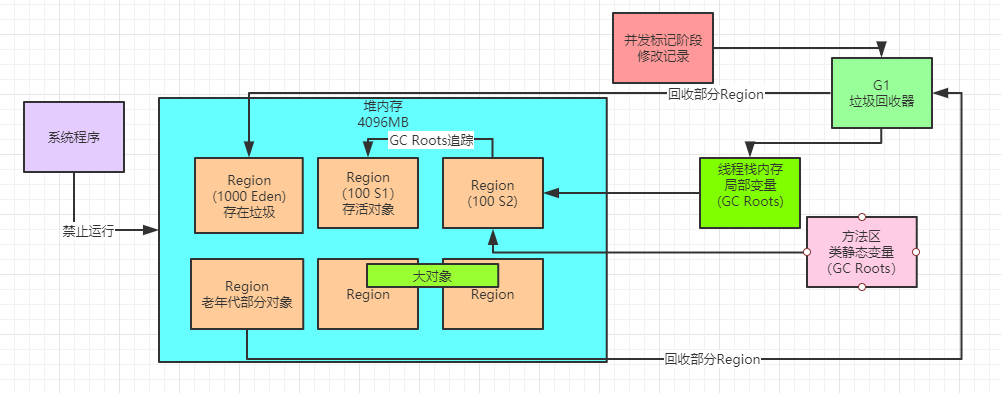 并发标记阶段
修改记录
G1
垃圾回收器
回收部分Region
堆内存
4096MB
系统程序
GC Roots追踪
Region
(1000 Eden)
存在垃圾
Region
(100 S1)
存活对象
Region
(100 S2)
线程栈内存
局部变量
(GC Roots)
禁止运行
方法区
类静态变量
(GC Roots)
Region
老年代部分对象
大对象
Region
Region
回收部分Region